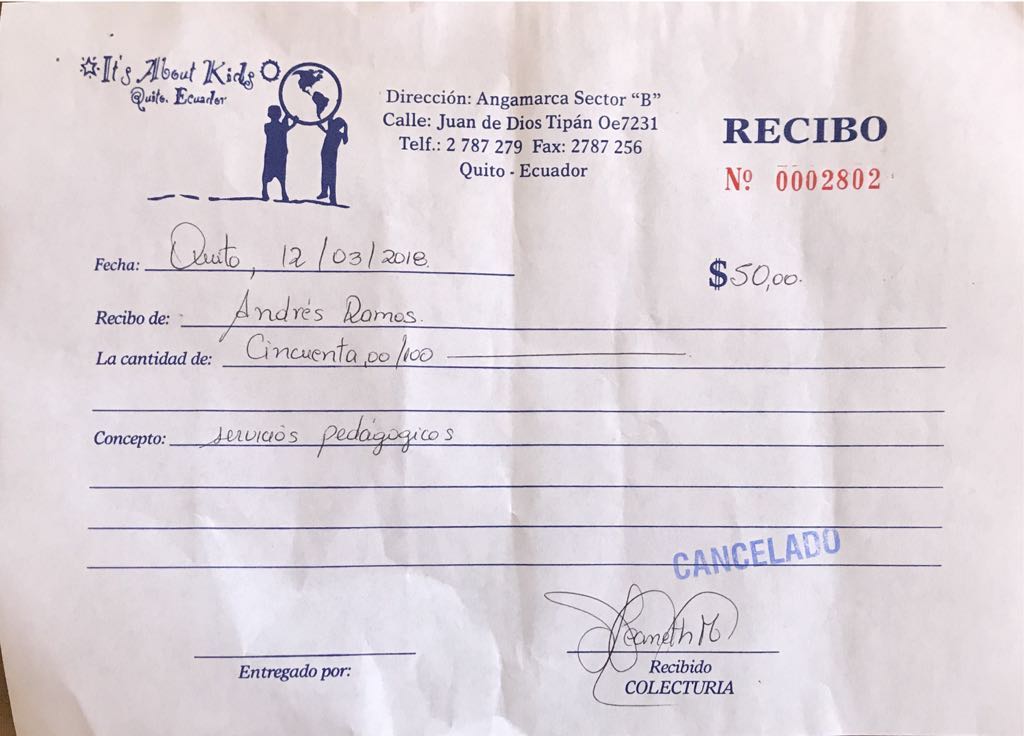 It's About Kids
Quito. Ecuador
Dirección: Angamarca Sector “B”
Calle: Juan de Dios Tipán Oe7231
Telf.: 2 787 279 Fax: 2787 256
Quito - Ecuador
RECIBO
Nº 0002802
Fecha: Quito, 12/03/2018.
$50,00.
Recibo de: Andrés Ramos.
La cantidad de: Cincuenta,00/100
Concepto: servicios pedágogicos
CANCELADO
Jeaneth M
Entregado por:
Recibido
COLECTURIA